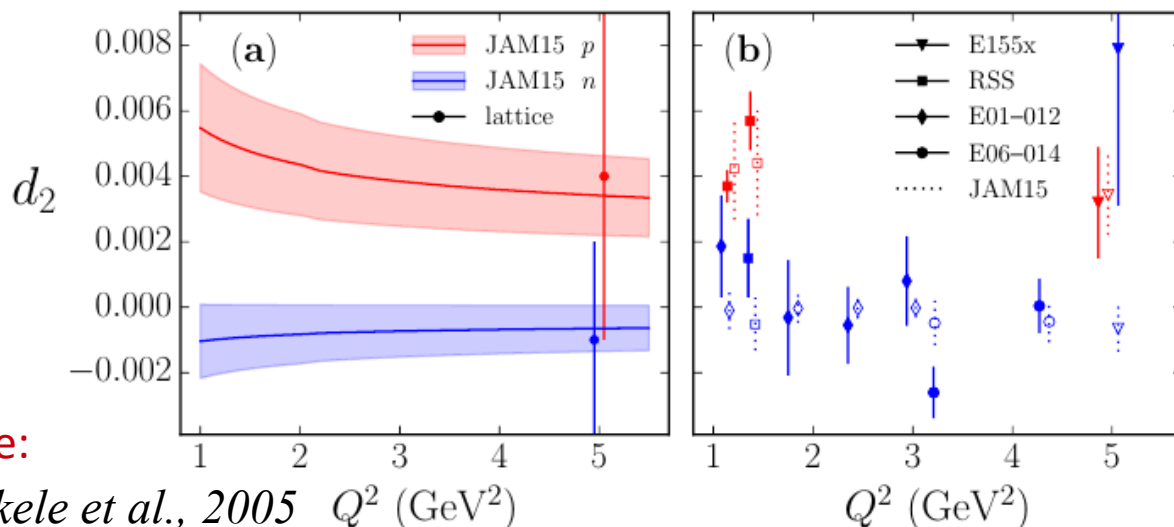 0.008
0.006
0.004
0.002
0.000
−0.002
d₂
(a)
JAM15 p
JAM15 n
lattice
1 2 3 4 5
Q² (GeV²)
(b)
E155x
RSS
E01–012
E06–014
JAM15
1 2 3 4 5
Q² (GeV²)
e:
kele et al., 2005